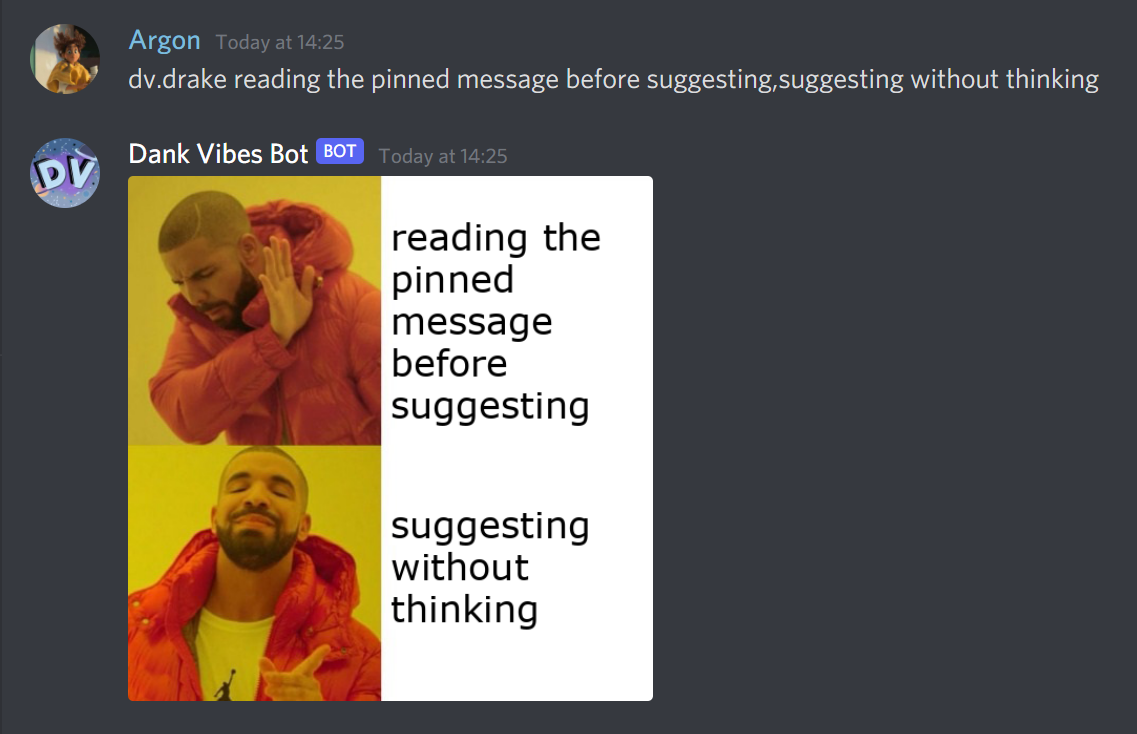 Argon Today at 14:25
dv.drake reading the pinned message before suggesting,suggesting without thinking
DV
Dank Vibes Bot BOT Today at 14:25
reading the
pinned
message
before
suggesting
suggesting
without
thinking